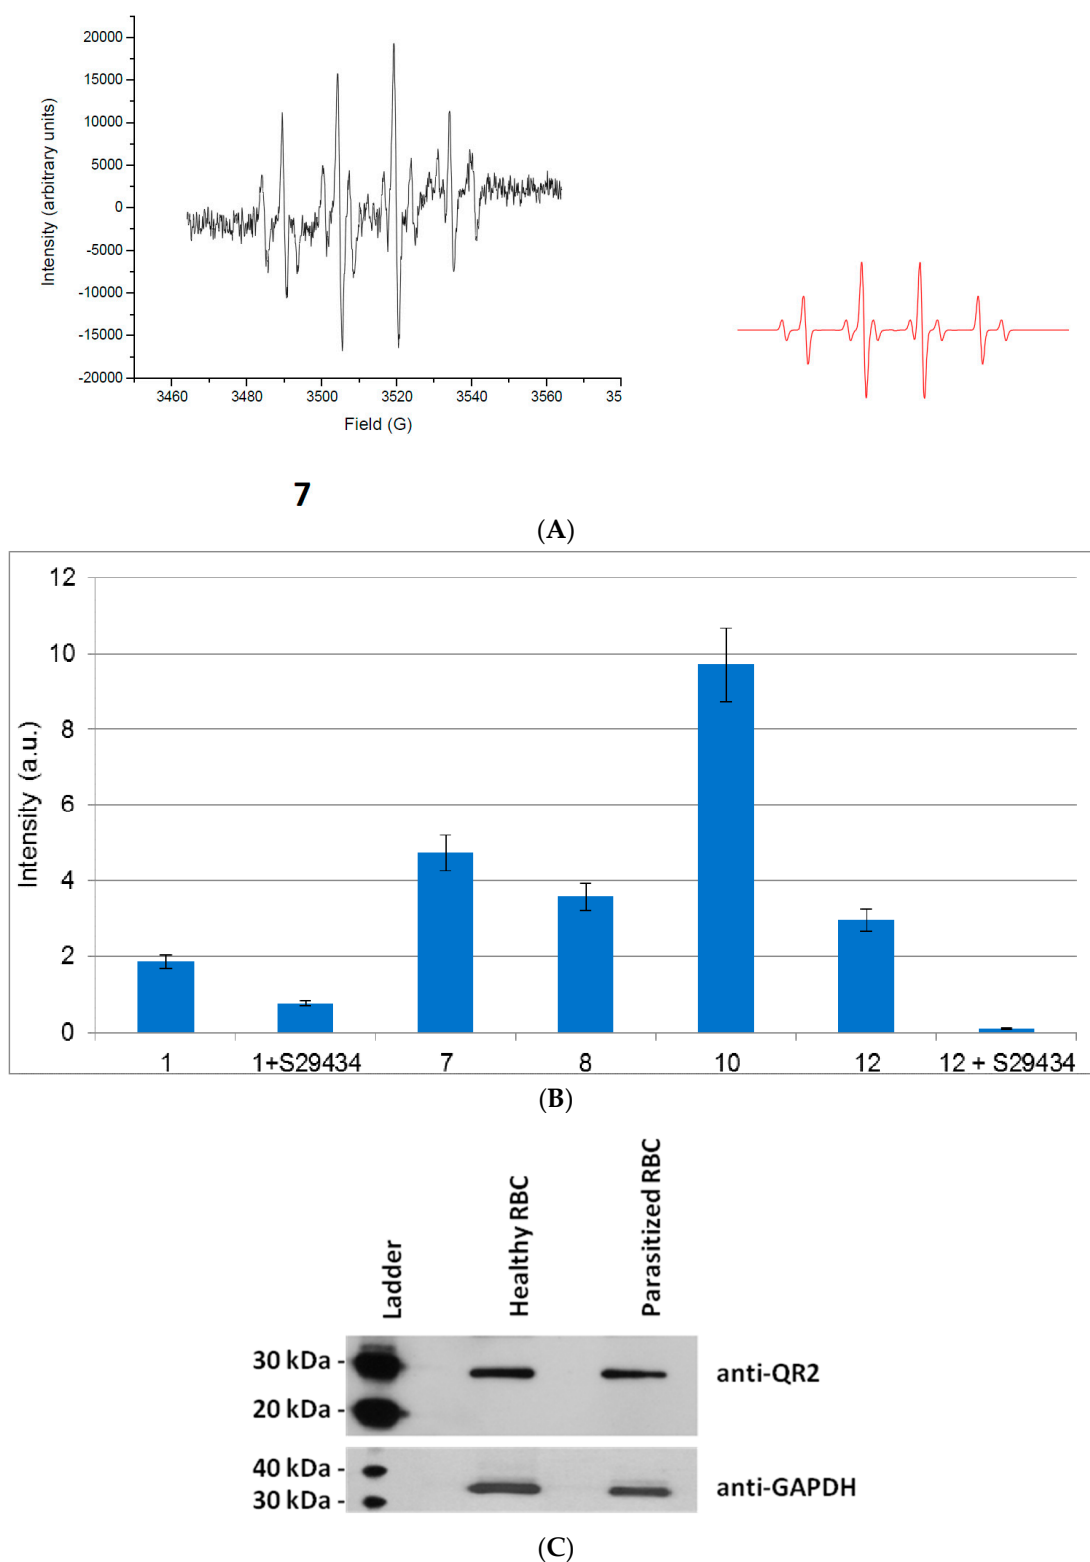 20000
15000
10000
5000
0
-5000
-10000
-15000
-20000
Intensity (arbitrary units)
3460 3480 3500 3520 3540 3560 35
Field (G)
7
(A)
12
10
8
6
4
2
0
Intensity (a.u.)
1 1+S29434 7 8 10 12 12 + S29434
(B)
Ladder
Healthy RBC
Parasitized RBC
30 kDa -
20 kDa -
anti-QR2
40 kDa -
30 kDa -
anti-GAPDH
(C)